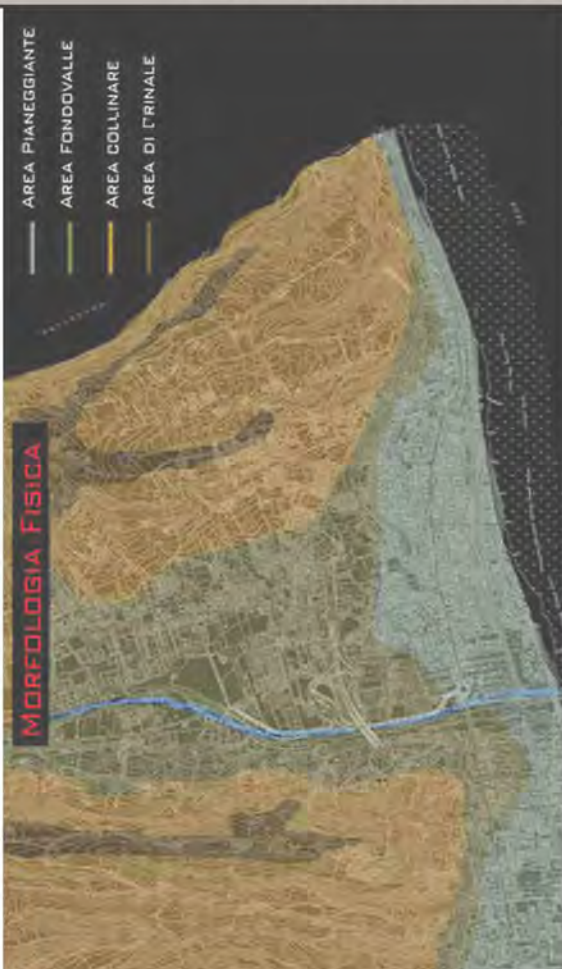 MORFOLOGIA FISICA
AREA PIANEGGIANTE
AREA FONDOVALLE
AREA COLLINARE
AREA DI CRINALE